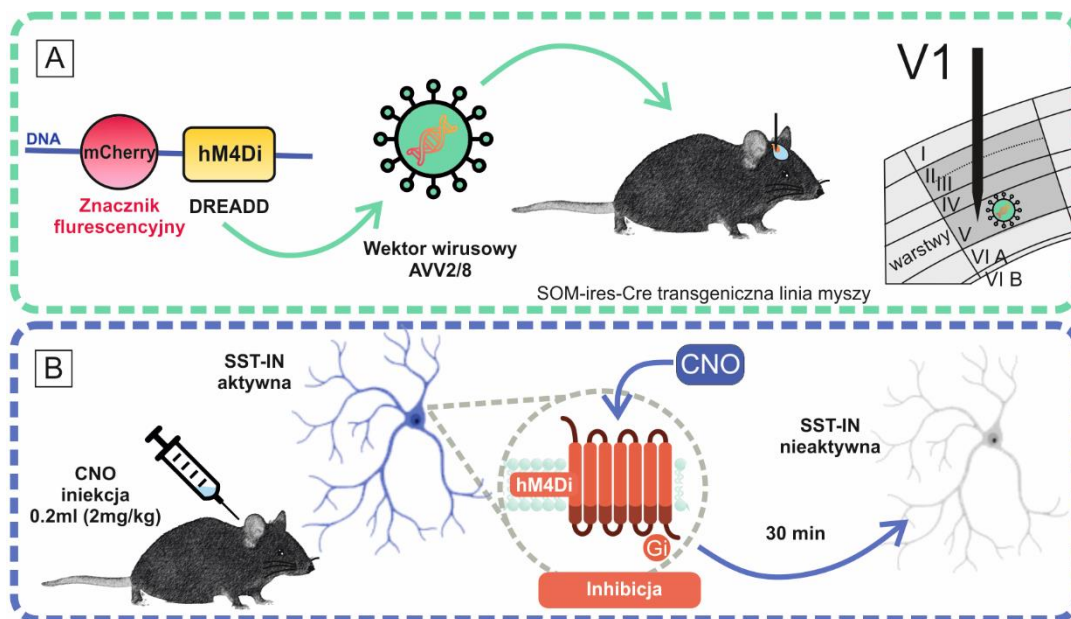 A
DNA
mCherry
hM4Di
Znacznik
flurescencyjny
DREADD
Wektor wirusowy
AVV2/8
SOM-ires-Cre transgeniczna linia myszy
V1
I
II
III
IV
V
VI A
VI B
warstwy
B
CNO
iniekcja
0.2ml (2mg/kg)
SST-IN
aktywna
CNO
hM4Di
Gi
Inhibicja
30 min
SST-IN
nieaktywna